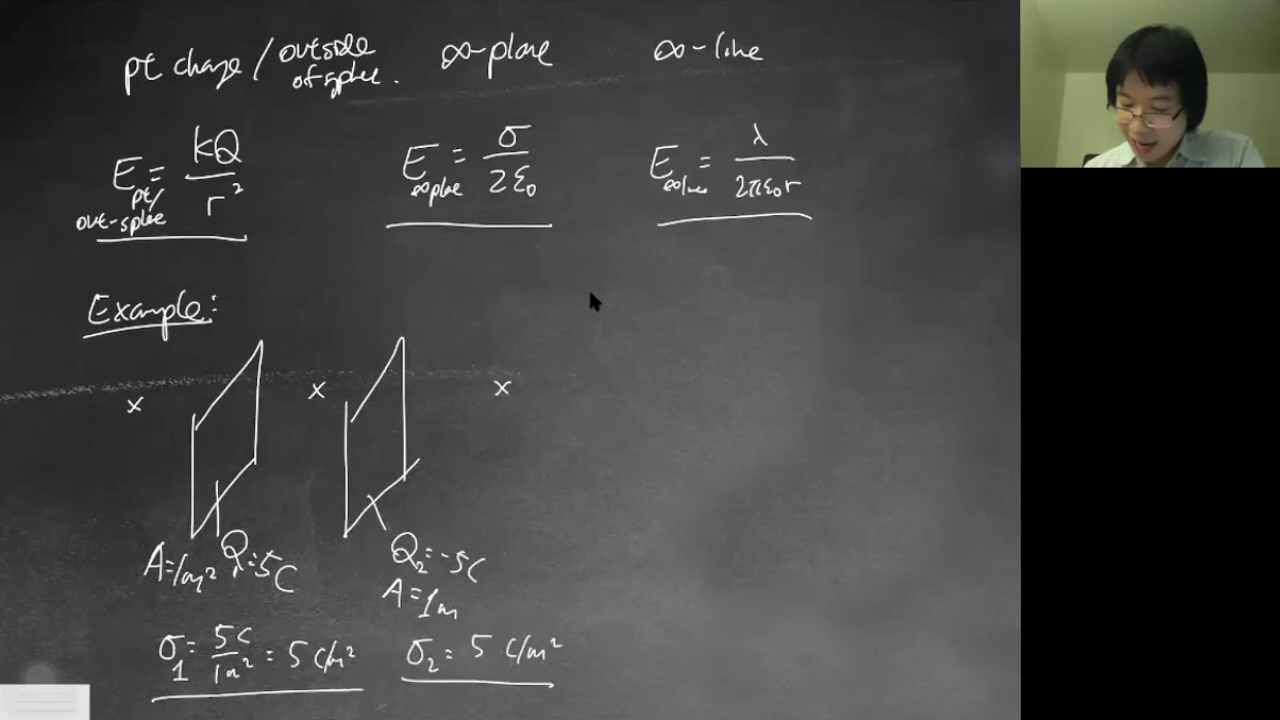 pt charge / outside of sphere.
∞-plane
∞-line
E pt/out-sphere = kQ/r²
E ∞plane = σ/2ε₀
E ∞line = λ/2πε₀r
Example:
x x x
A=1m² Q₁=5C
Q₂=-5C
A=1m
σ₁ = 5C/1m² = 5 C/m²
σ₂ = 5 C/m²